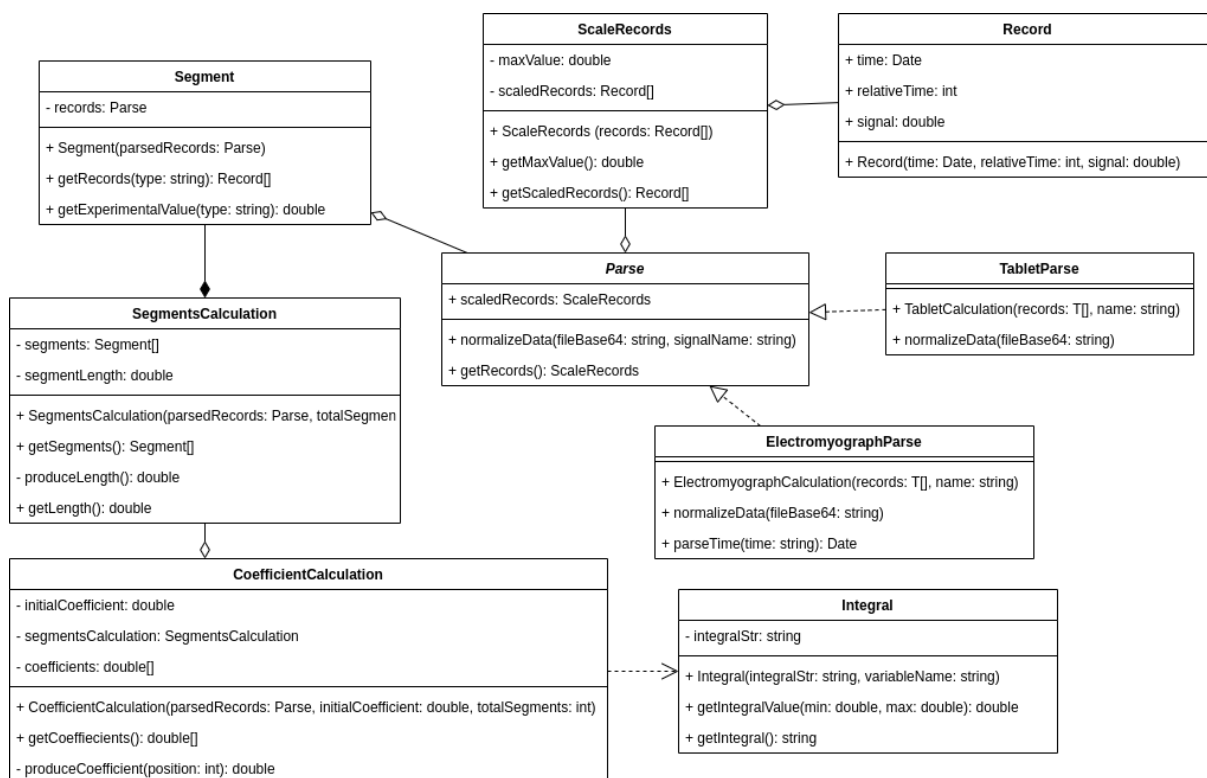 ScaleRecords
- maxValue: double
- scaledRecords: Record[]
+ ScaleRecords (records: Record[])
+ getMaxValue(): double
+ getScaledRecords(): Record[]
Record
+ time: Date
+ relativeTime: int
+ signal: double
+ Record(time: Date, relativeTime: int, signal: double)
Segment
- records: Parse
+ Segment(parsedRecords: Parse)
+ getRecords(type: string): Record[]
+ getExperimentalValue(type: string): double
Parse
+ scaledRecords: ScaleRecords
+ normalizeData(fileBase64: string, signalName: string)
+ getRecords(): ScaleRecords
TabletParse
+ TabletCalculation(records: T[], name: string)
+ normalizeData(fileBase64: string)
SegmentsCalculation
- segments: Segment[]
- segmentLength: double
+ SegmentsCalculation(parsedRecords: Parse, totalSegmen
+ getSegments(): Segment[]
- produceLength(): double
+ getLength(): double
ElectromyographParse
+ ElectromyographCalculation(records: T[], name: string)
+ normalizeData(fileBase64: string)
+ parseTime(time: string): Date
CoefficientCalculation
- initialCoefficient: double
- segmentsCalculation: SegmentsCalculation
- coefficients: double[]
+ CoefficientCalculation(parsedRecords: Parse, initialCoefficient: double, totalSegments: int)
+ getCoeffiecients(): double[]
- produceCoefficient(position: int): double
Integral
- integralStr: string
+ Integral(integralStr: string, variableName: string)
+ getIntegralValue(min: double, max: double): double
+ getIntegral(): string